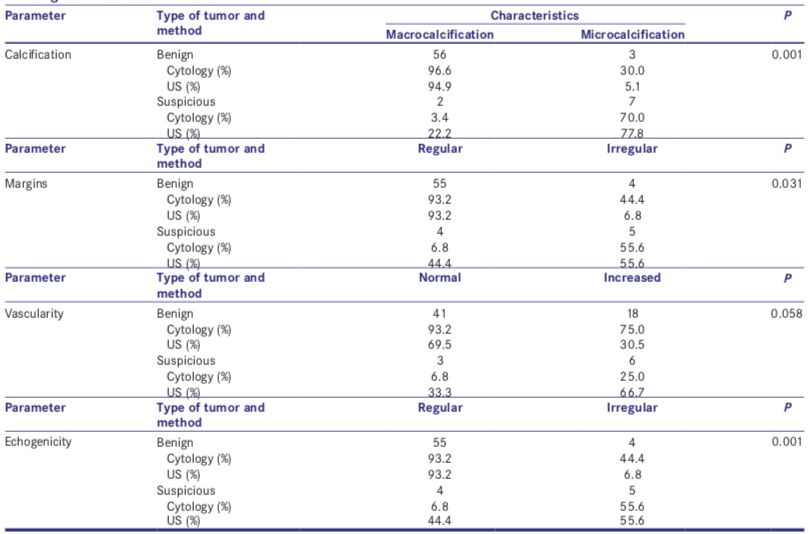 Parameter Type of tumor and method Characteristics P
Macrocalcification Microcalcification
Calcification Benign 56 3 0.001
Cytology (%) 96.6 30.0
US (%) 94.9 5.1
Suspicious 2 7
Cytology (%) 3.4 70.0
US (%) 22.2 77.8
Parameter Type of tumor and method Regular Irregular P
Margins Benign 55 4 0.031
Cytology (%) 93.2 44.4
US (%) 93.2 6.8
Suspicious 4 5
Cytology (%) 6.8 55.6
US (%) 44.4 55.6
Parameter Type of tumor and method Normal Increased P
Vascularity Benign 41 18 0.058
Cytology (%) 93.2 75.0
US (%) 69.5 30.5
Suspicious 3 6
Cytology (%) 6.8 25.0
US (%) 33.3 66.7
Parameter Type of tumor and method Regular Irregular P
Echogenicity Benign 55 4 0.001
Cytology (%) 93.2 44.4
US (%) 93.2 6.8
Suspicious 4 5
Cytology (%) 6.8 55.6
US (%) 44.4 55.6